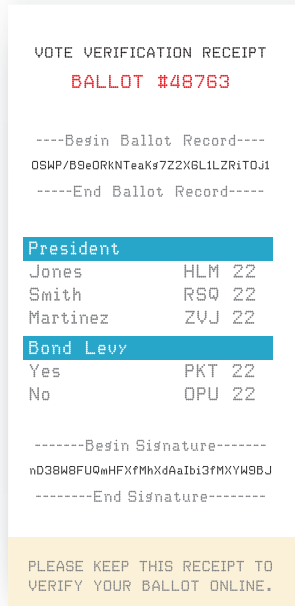 VOTE VERIFICATION RECEIPT
BALLOT #48763
----Begin Ballot Record----
OSWP/B9eORkNTeaKs7Z2X6L1LZRiTOJ1
-----End Ballot Record-----
President
Jones HLM 22
Smith RSQ 22
Martinez ZVJ 22
Bond Levy
Yes PKT 22
No OPU 22
-------Begin Signature-------
nD38W8FUQmHFXfMhXdAaIbi3fMXYW9BJ
--------End Signature--------
PLEASE KEEP THIS RECEIPT TO
VERIFY YOUR BALLOT ONLINE.